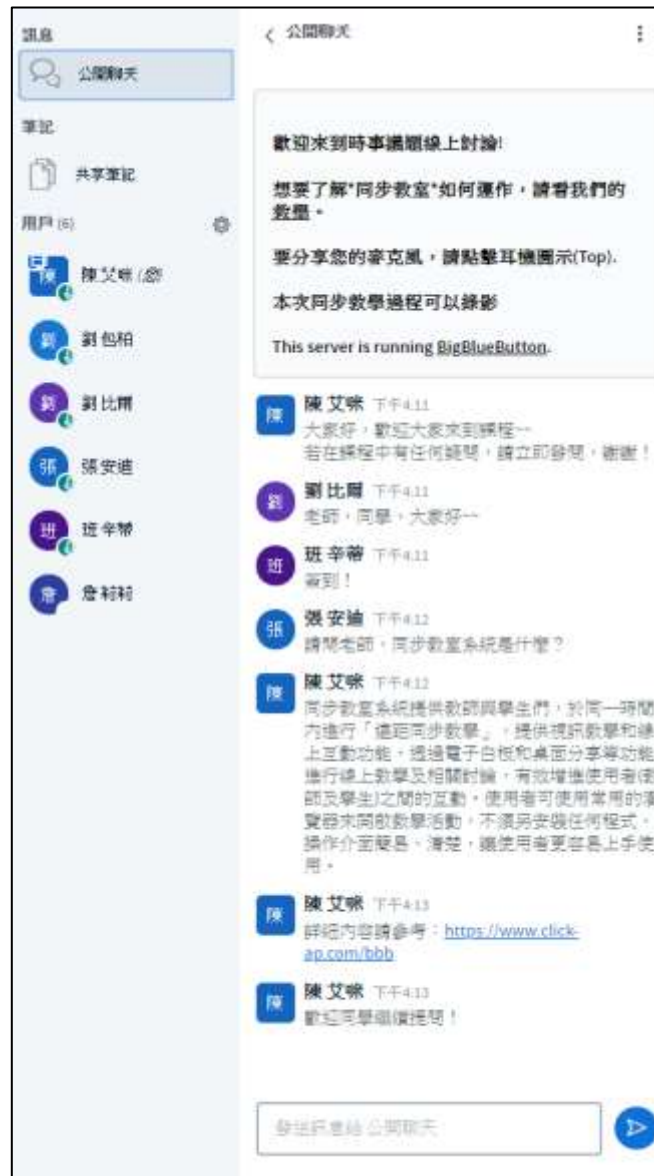 訊息
公開聊天
筆記
共享筆記
用戶 (6)
陳 艾咪 (您
劉 包柏
劉 比爾
張 安迪
班 辛蒂
詹 莉莉
公開聊天
歡迎來到時事議題線上討論!
想要了解"同步教室"如何運作，請看我們的
教學。
要分享您的麥克風，請點擊耳機圖示(Top).
本次同步教學過程可以錄影
This server is running BigBlueButton.
陳 艾咪 下午4:11
大家好，歡迎大家來到課程~~
若在課程中有任何疑問，請立即發問，謝謝！
劉 比爾 下午4:11
老師，同學，大家好~~
班 辛蒂 下午4:11
簽到！
張 安迪 下午4:12
請問老師，同步教室系統是什麼？
陳 艾咪 下午4:12
同步教室系統提供教師與學生們，於同一時間
內進行「遠距同步教學」，提供視訊教學和線
上互動功能，透過電子白板和桌面分享等功能
進行線上教學及相關討論，有效增進使用者(老
師及學生)之間的互動。使用者可使用常用的瀏
覽器來開啟教學活動，不須另安裝任何程式，
操作介面簡易、清楚，讓使用者更容易上手使
用。
陳 艾咪 下午4:13
詳細內容請參考：https://www.click-
ap.com/bbb
陳 艾咪 下午4:13
歡迎同學繼續提問！
發送訊息給 公開聊天